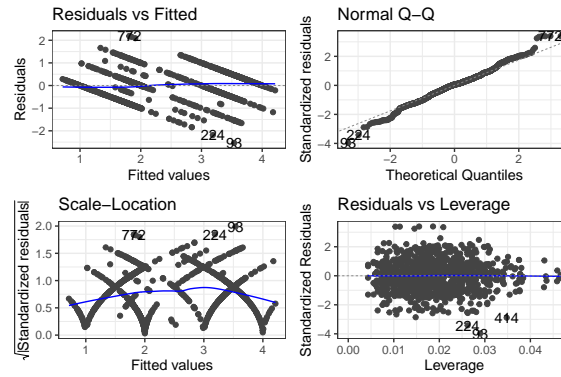 Residuals vs Fitted
Residuals
2
1
0
−1
−2
772
224
98
1 2 3 4
Fitted values
Normal Q−Q
Standardized residuals
2
0
−2
−4
772
224
98
−2 0 2
Theoretical Quantiles
Scale−Location
√|Standardized residuals|
2.0
1.5
1.0
0.5
0.0
772
224
98
1 2 3 4
Fitted values
Residuals vs Leverage
Standardized residuals
2
0
−2
−4
414
224
98
0.00 0.01 0.02 0.03 0.04
Leverage